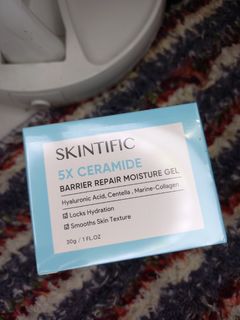 SKINTIFIC
5X CERAMIDE
BARRIER REPAIR MOISTURE GEL
Hyaluronic Acid, Centella, Marine-Collagen
Locks Hydration
Smooths Skin Texture
30g / 1 FL.OZ